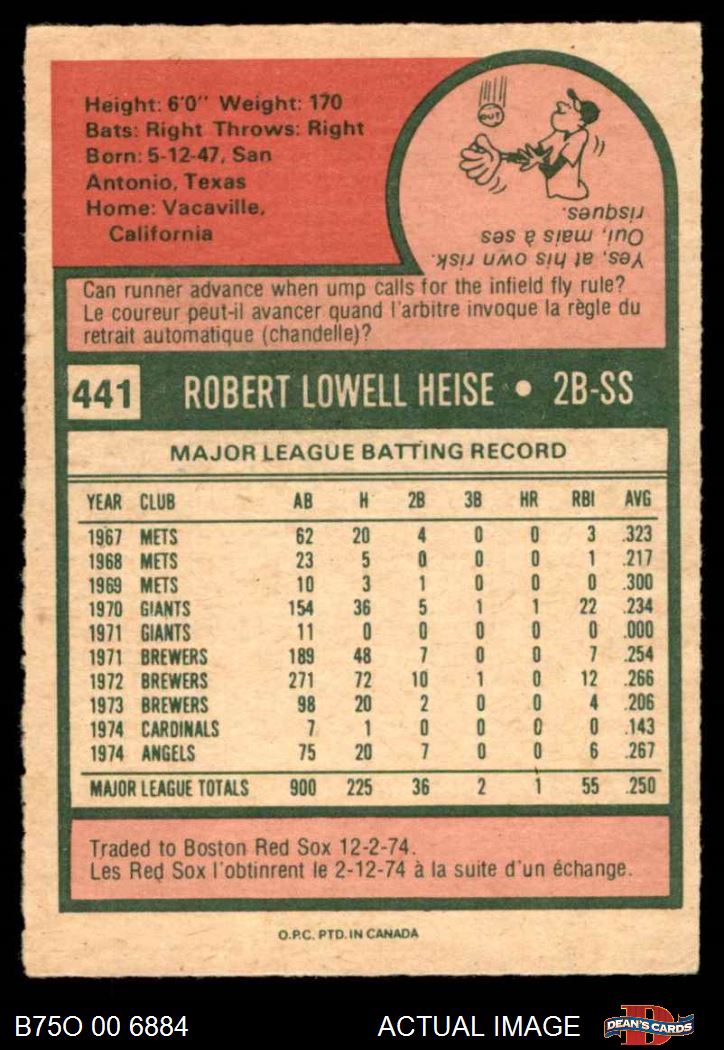 Height: 6'0" Weight: 170
Bats: Right Throws: Right
Born: 5-12-47, San
Antonio, Texas
Home: Vacaville,
California
OUT
Yes, at his own risk.
Oui, mais à ses
risques.
Can runner advance when ump calls for the infield fly rule?
Le coureur peut-il avancer quand l'arbitre invoque la règle du
retrait automatique (chandelle)?
441 ROBERT LOWELL HEISE • 2B-SS
MAJOR LEAGUE BATTING RECORD
YEAR CLUB AB H 2B 3B HR RBI AVG
1967 METS 62 20 4 0 0 3 .323
1968 METS 23 5 0 0 0 1 .217
1969 METS 10 3 1 0 0 0 .300
1970 GIANTS 154 36 5 1 1 22 .234
1971 GIANTS 11 0 0 0 0 0 .000
1971 BREWERS 189 48 7 0 0 7 .254
1972 BREWERS 271 72 10 1 0 12 .266
1973 BREWERS 98 20 2 0 0 4 .206
1974 CARDINALS 7 1 0 0 0 0 .143
1974 ANGELS 75 20 7 0 0 6 .267
MAJOR LEAGUE TOTALS 900 225 36 2 1 55 .250
Traded to Boston Red Sox 12-2-74.
Les Red Sox l'obtinrent le 2-12-74 à la suite d'un échange.
O.P.C. PTD. IN CANADA
B75O 00 6884 ACTUAL IMAGE
D
DEAN'S CARDS